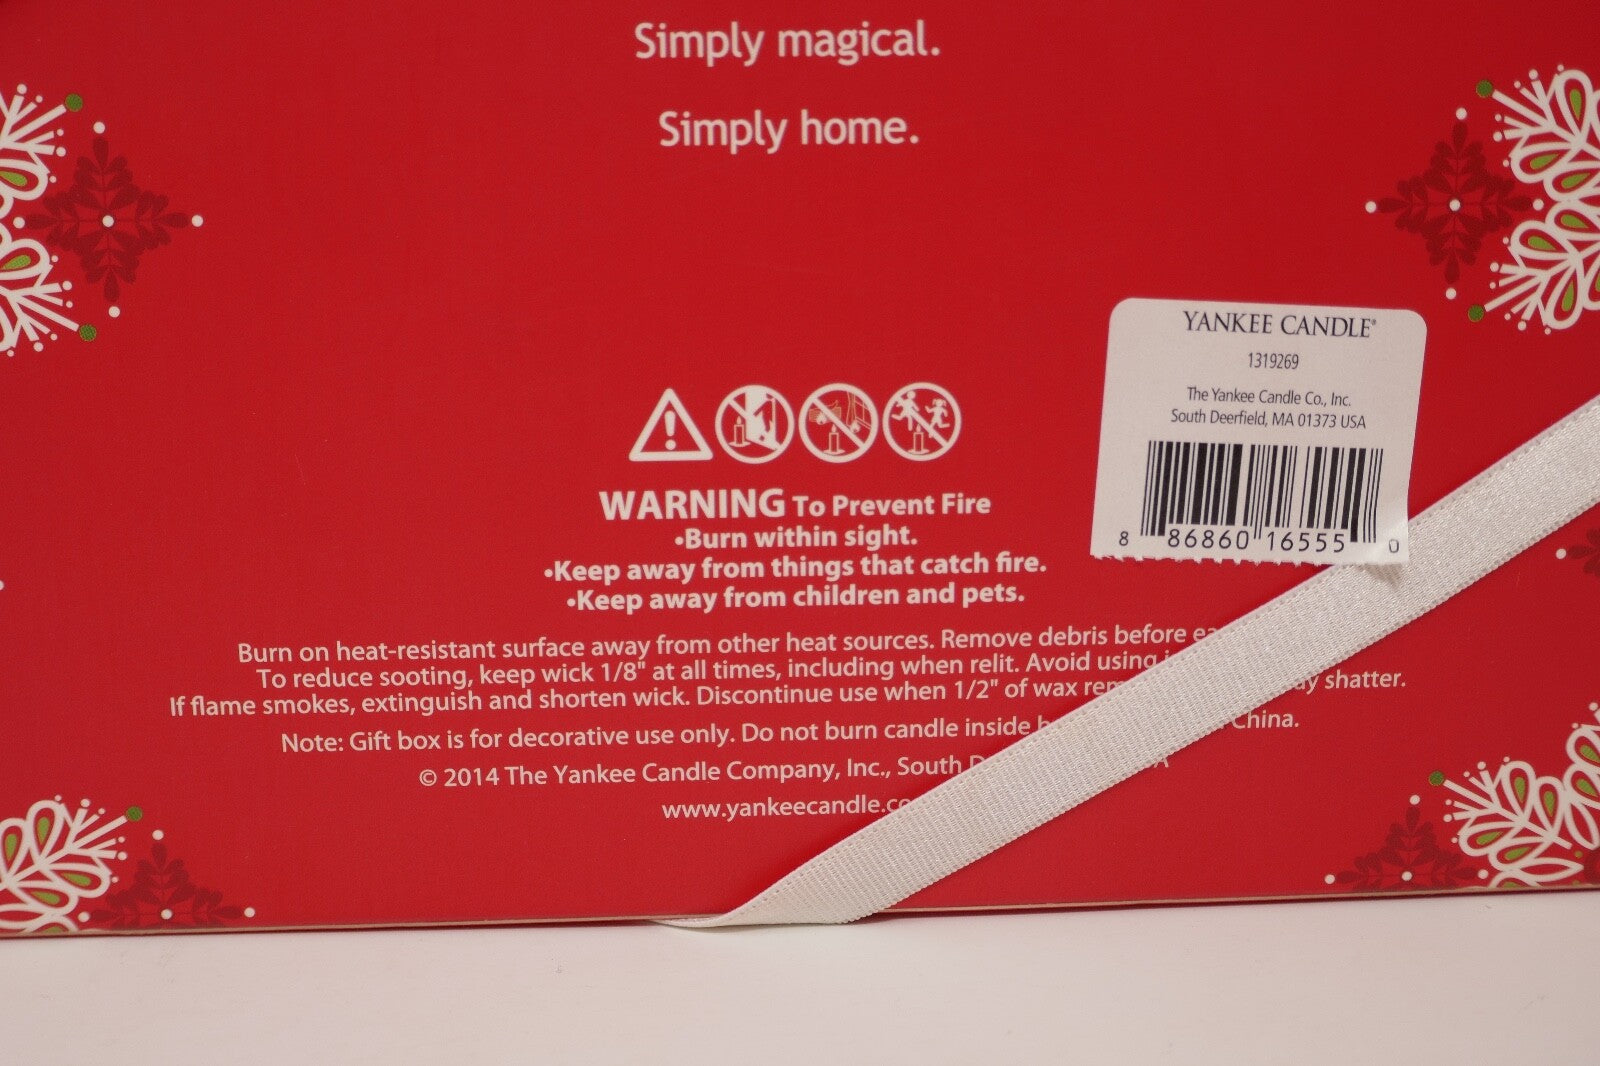 Simply magical.
Simply home.
YANKEE CANDLE®
1319269
The Yankee Candle Co., Inc.
South Deerfield, MA 01373 USA
8 86860 16555 0
WARNING To Prevent Fire
•Burn within sight.
•Keep away from things that catch fire.
•Keep away from children and pets.
Burn on heat-resistant surface away from other heat sources. Remove debris before
To reduce sooting, keep wick 1/8" at all times, including when relit. Avoid using
If flame smokes, extinguish and shorten wick. Discontinue use when 1/2" of wax shatter.
Note: Gift box is for decorative use only. Do not burn candle inside China.
© 2014 The Yankee Candle Company, Inc., South
www.yankeecandle.co